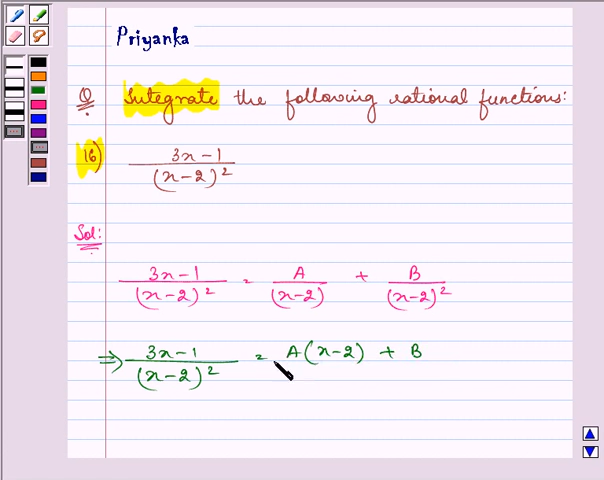 Priyanka
Q. Integrate the following rational functions:
16) (3x-1)/(x-2)²
Sol:
(3x-1)/(x-2)² = A/(x-2) + B/(x-2)²
⇒ (3x-1)/(x-2)² = A(x-2) + B